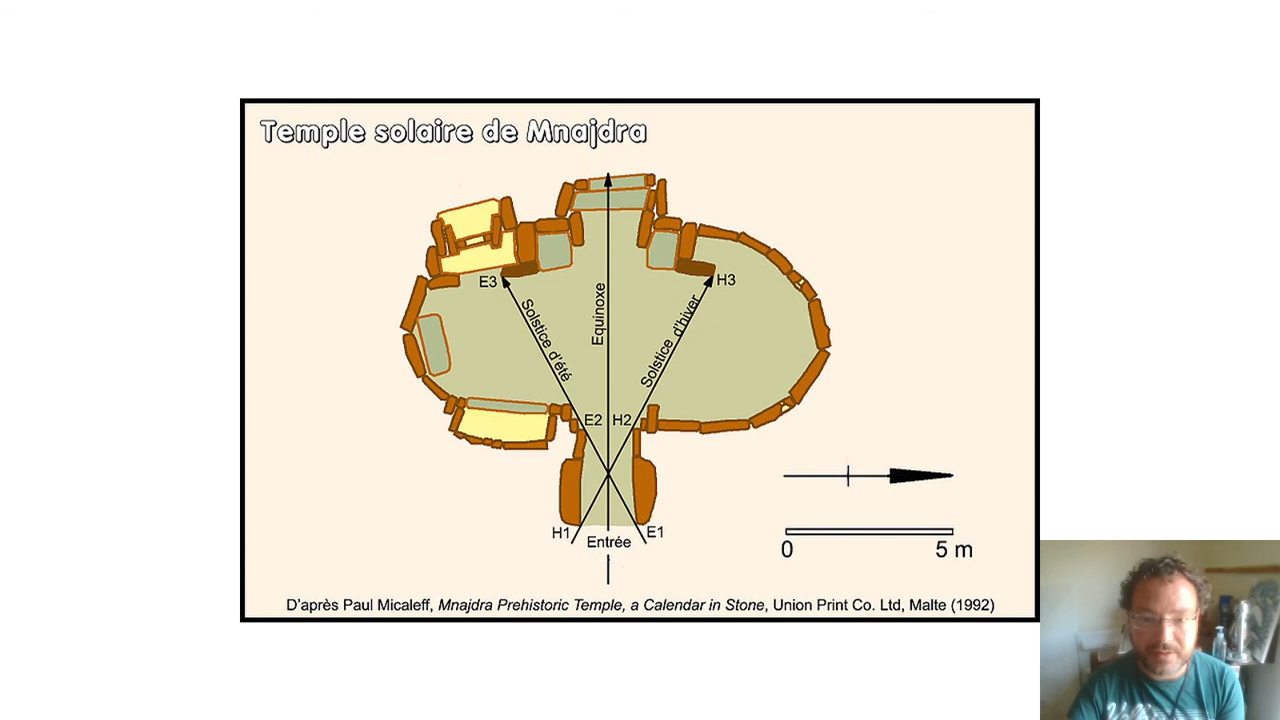 Temple solaire de Mnajdra
E3
H3
Solstice d'été
Equinoxe
Solstice d'hiver
E2
H2
H1
E1
Entrée
0
5 m
D'après Paul Micaleff, Mnajdra Prehistoric Temple, a Calendar in Stone, Union Print Co. Ltd, Malte (1992)